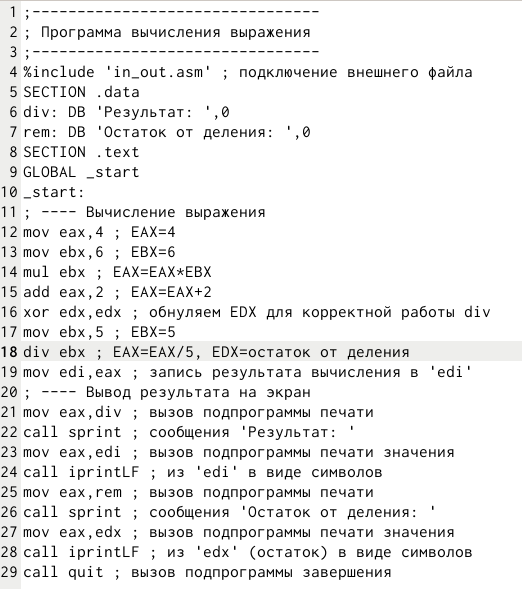 1 ;--------------------------------
2 ; Программа вычисления выражения
3 ;--------------------------------
4 %include 'in_out.asm' ; подключение внешнего файла
5 SECTION .data
6 div: DB 'Результат: ',0
7 rem: DB 'Остаток от деления: ',0
8 SECTION .text
9 GLOBAL _start
10 _start:
11 ; ---- Вычисление выражения
12 mov eax,4 ; EAX=4
13 mov ebx,6 ; EBX=6
14 mul ebx ; EAX=EAX*EBX
15 add eax,2 ; EAX=EAX+2
16 xor edx,edx ; обнуляем EDX для корректной работы div
17 mov ebx,5 ; EBX=5
18 div ebx ; EAX=EAX/5, EDX=остаток от деления
19 mov edi,eax ; запись результата вычисления в 'edi'
20 ; ---- Вывод результата на экран
21 mov eax,div ; вызов подпрограммы печати
22 call sprint ; сообщения 'Результат: '
23 mov eax,edi ; вызов подпрограммы печати значения
24 call iprintLF ; из 'edi' в виде символов
25 mov eax,rem ; вызов подпрограммы печати
26 call sprint ; сообщения 'Остаток от деления: '
27 mov eax,edx ; вызов подпрограммы печати значения
28 call iprintLF ; из 'edx' (остаток) в виде символов
29 call quit ; вызов подпрограммы завершения